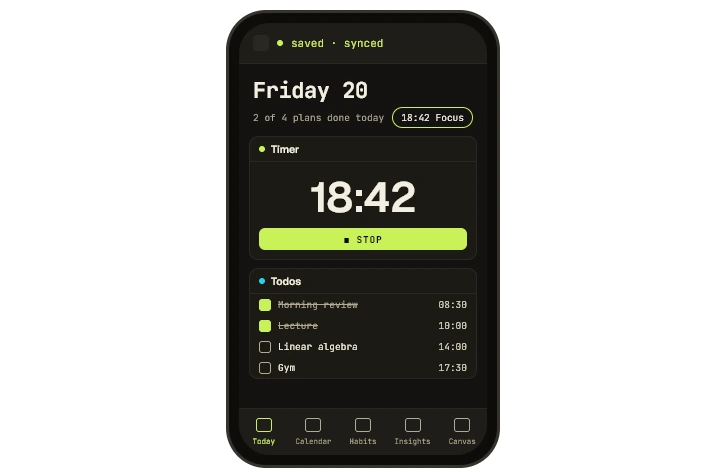 saved · synced
Friday 20
2 of 4 plans done today
18:42 Focus
Timer
18:42
■ STOP
Todos
Morning review 08:30
Lecture 10:00
Linear algebra 14:00
Gym 17:30
Today Calendar Habits Insights Canvas